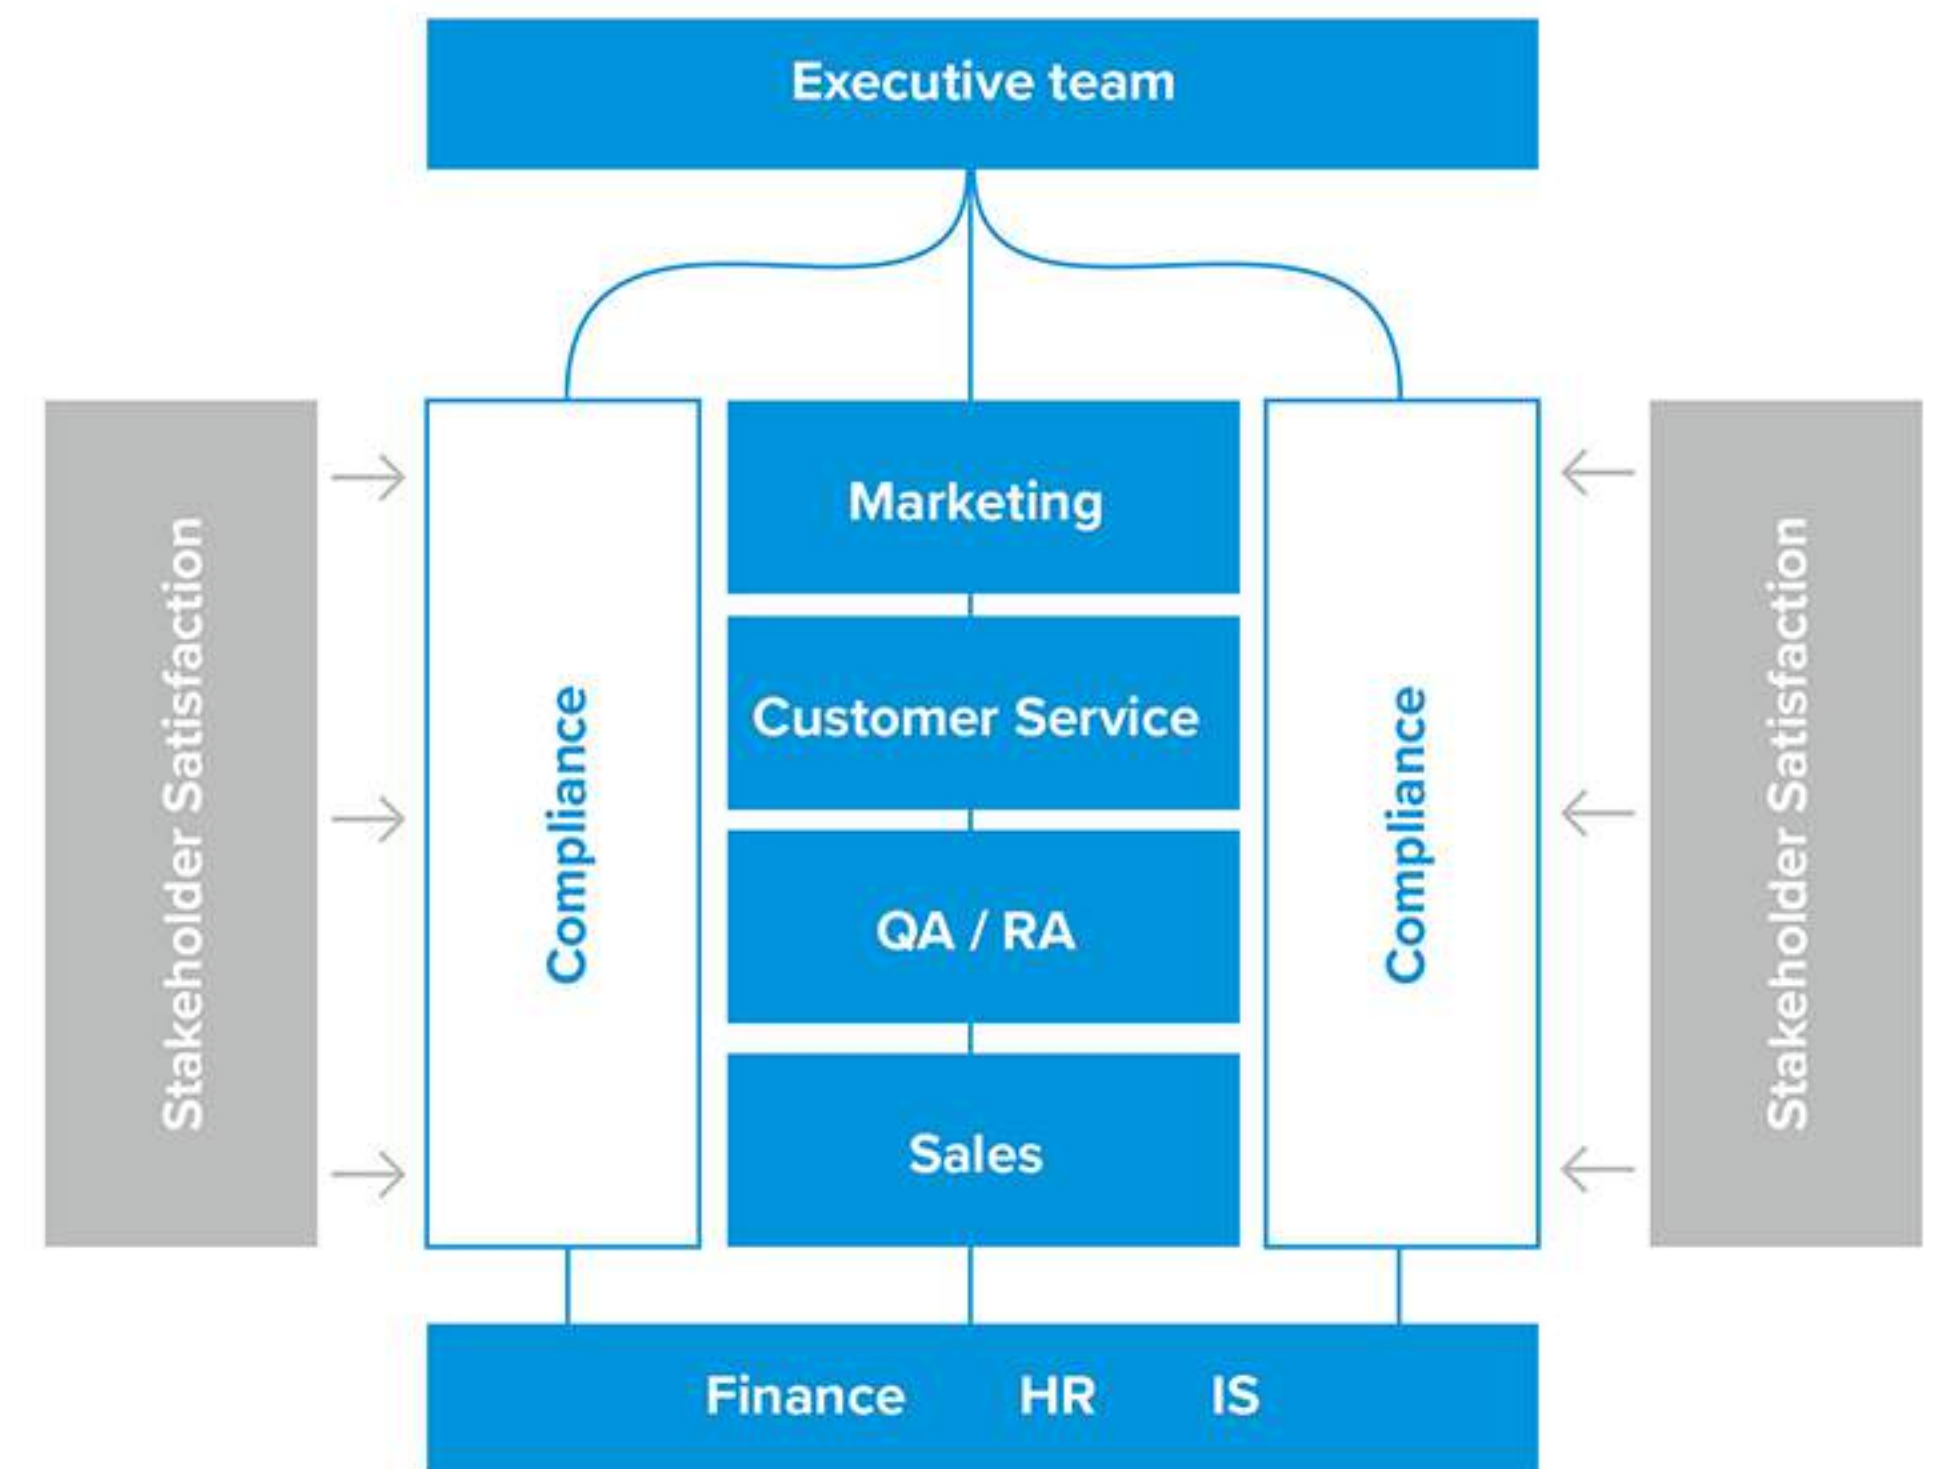 Executive team
Stakeholder Satisfaction
Compliance
Marketing
Customer Service
QA / RA
Sales
Compliance
Stakeholder Satisfaction
Finance HR IS